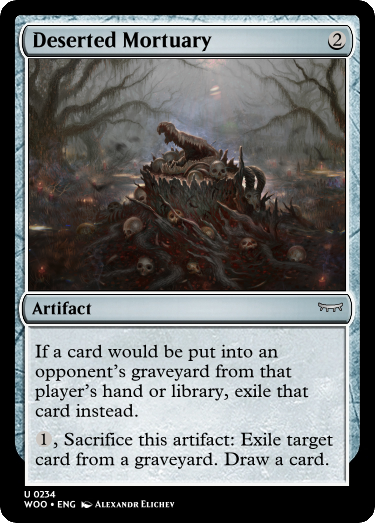 Deserted Mortuary 2
Artifact
If a card would be put into an
opponent's graveyard from that
player's hand or library, exile that
card instead.
1, Sacrifice this artifact: Exile target
card from a graveyard. Draw a card.
U 0234
WOO • ENG Alexandr Elichev